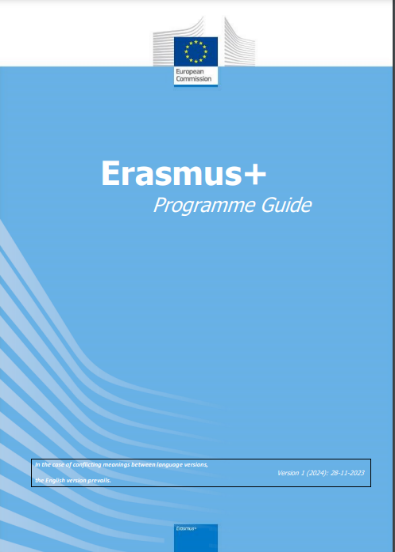 European
Commission
Erasmus+
Programme Guide
In the case of conflicting meanings between language versions,
the English version prevails.
Version 1 (2024): 28-11-2023
Erasmus+